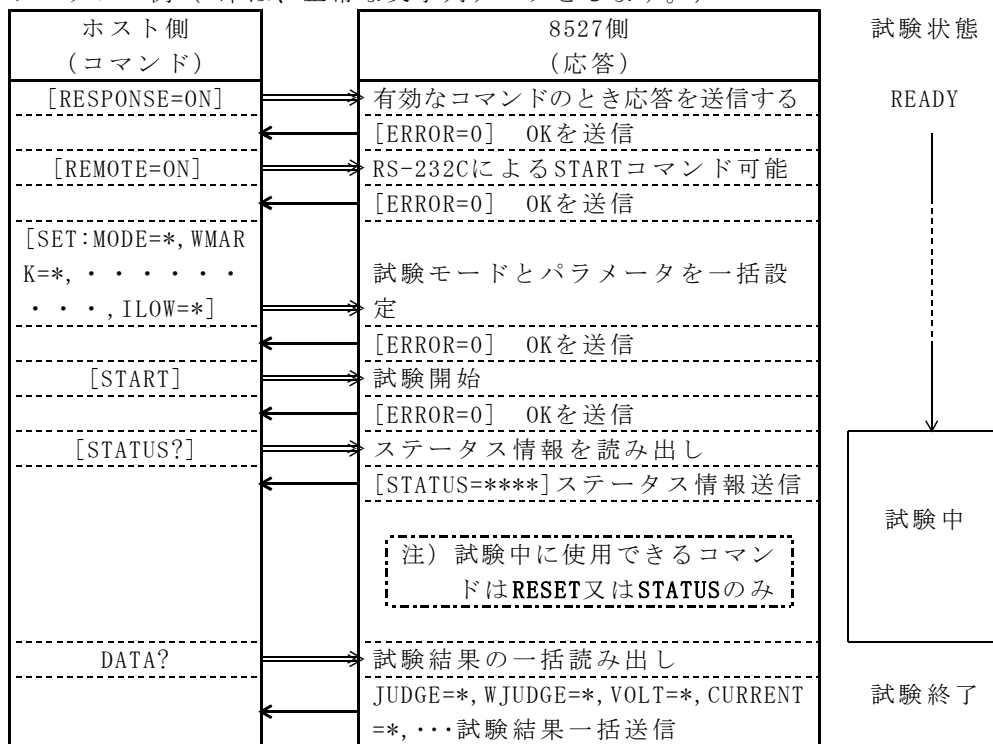 ホスト側
(コマンド)
8527側
(応答)
試験状態
[RESPONSE=ON]
有効なコマンドのとき応答を送信する
READY
[ERROR=0] OKを送信
[REMOTE=ON]
RS-232CによるSTARTコマンド可能
[ERROR=0] OKを送信
[SET:MODE=*,WMAR
K=*,・・・・・・
・・・,ILOW=*]
試験モードとパラメータを一括設
定
[ERROR=0] OKを送信
[START]
試験開始
[ERROR=0] OKを送信
[STATUS?]
ステータス情報を読み出し
[STATUS=****]ステータス情報送信
試験中
注) 試験中に使用できるコマン
ドはRESET又はSTATUSのみ
DATA?
試験結果の一括読み出し
JUDGE=*,WJUDGE=*,VOLT=*,CURRENT
=*,・・・試験結果一括送信
試験終了